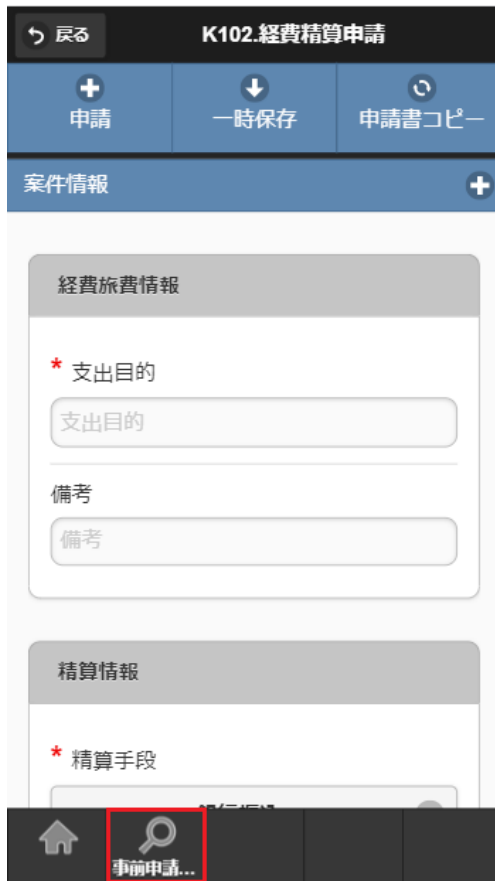 戻る
K102.経費精算申請
申請
一時保存
申請書コピー
案件情報
経費旅費情報
* 支出目的
支出目的
備考
備考
精算情報
* 精算手段
事前申請...